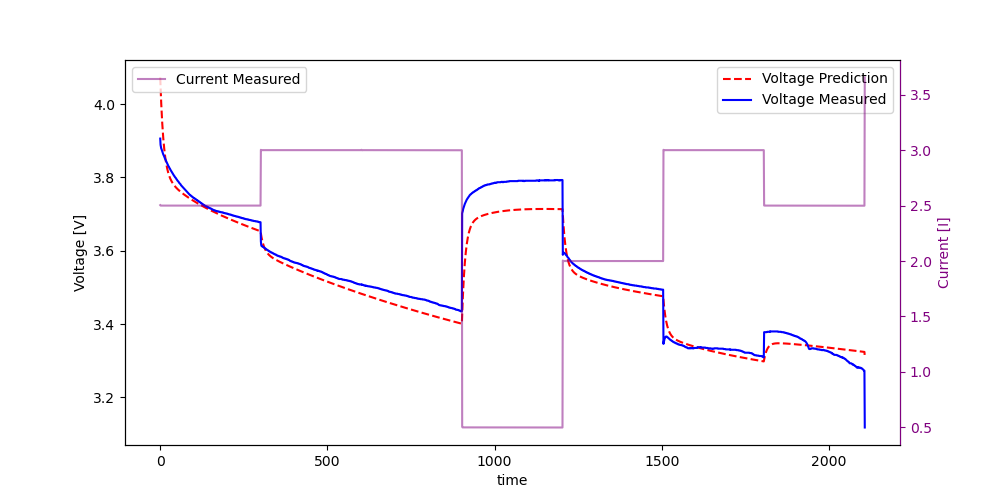 Current Measured
Voltage Prediction
Voltage Measured
4.0
3.8
3.6
3.4
3.2
Voltage [V]
3.5
3.0
2.5
2.0
1.5
1.0
0.5
Current [I]
0
500
1000
1500
2000
time